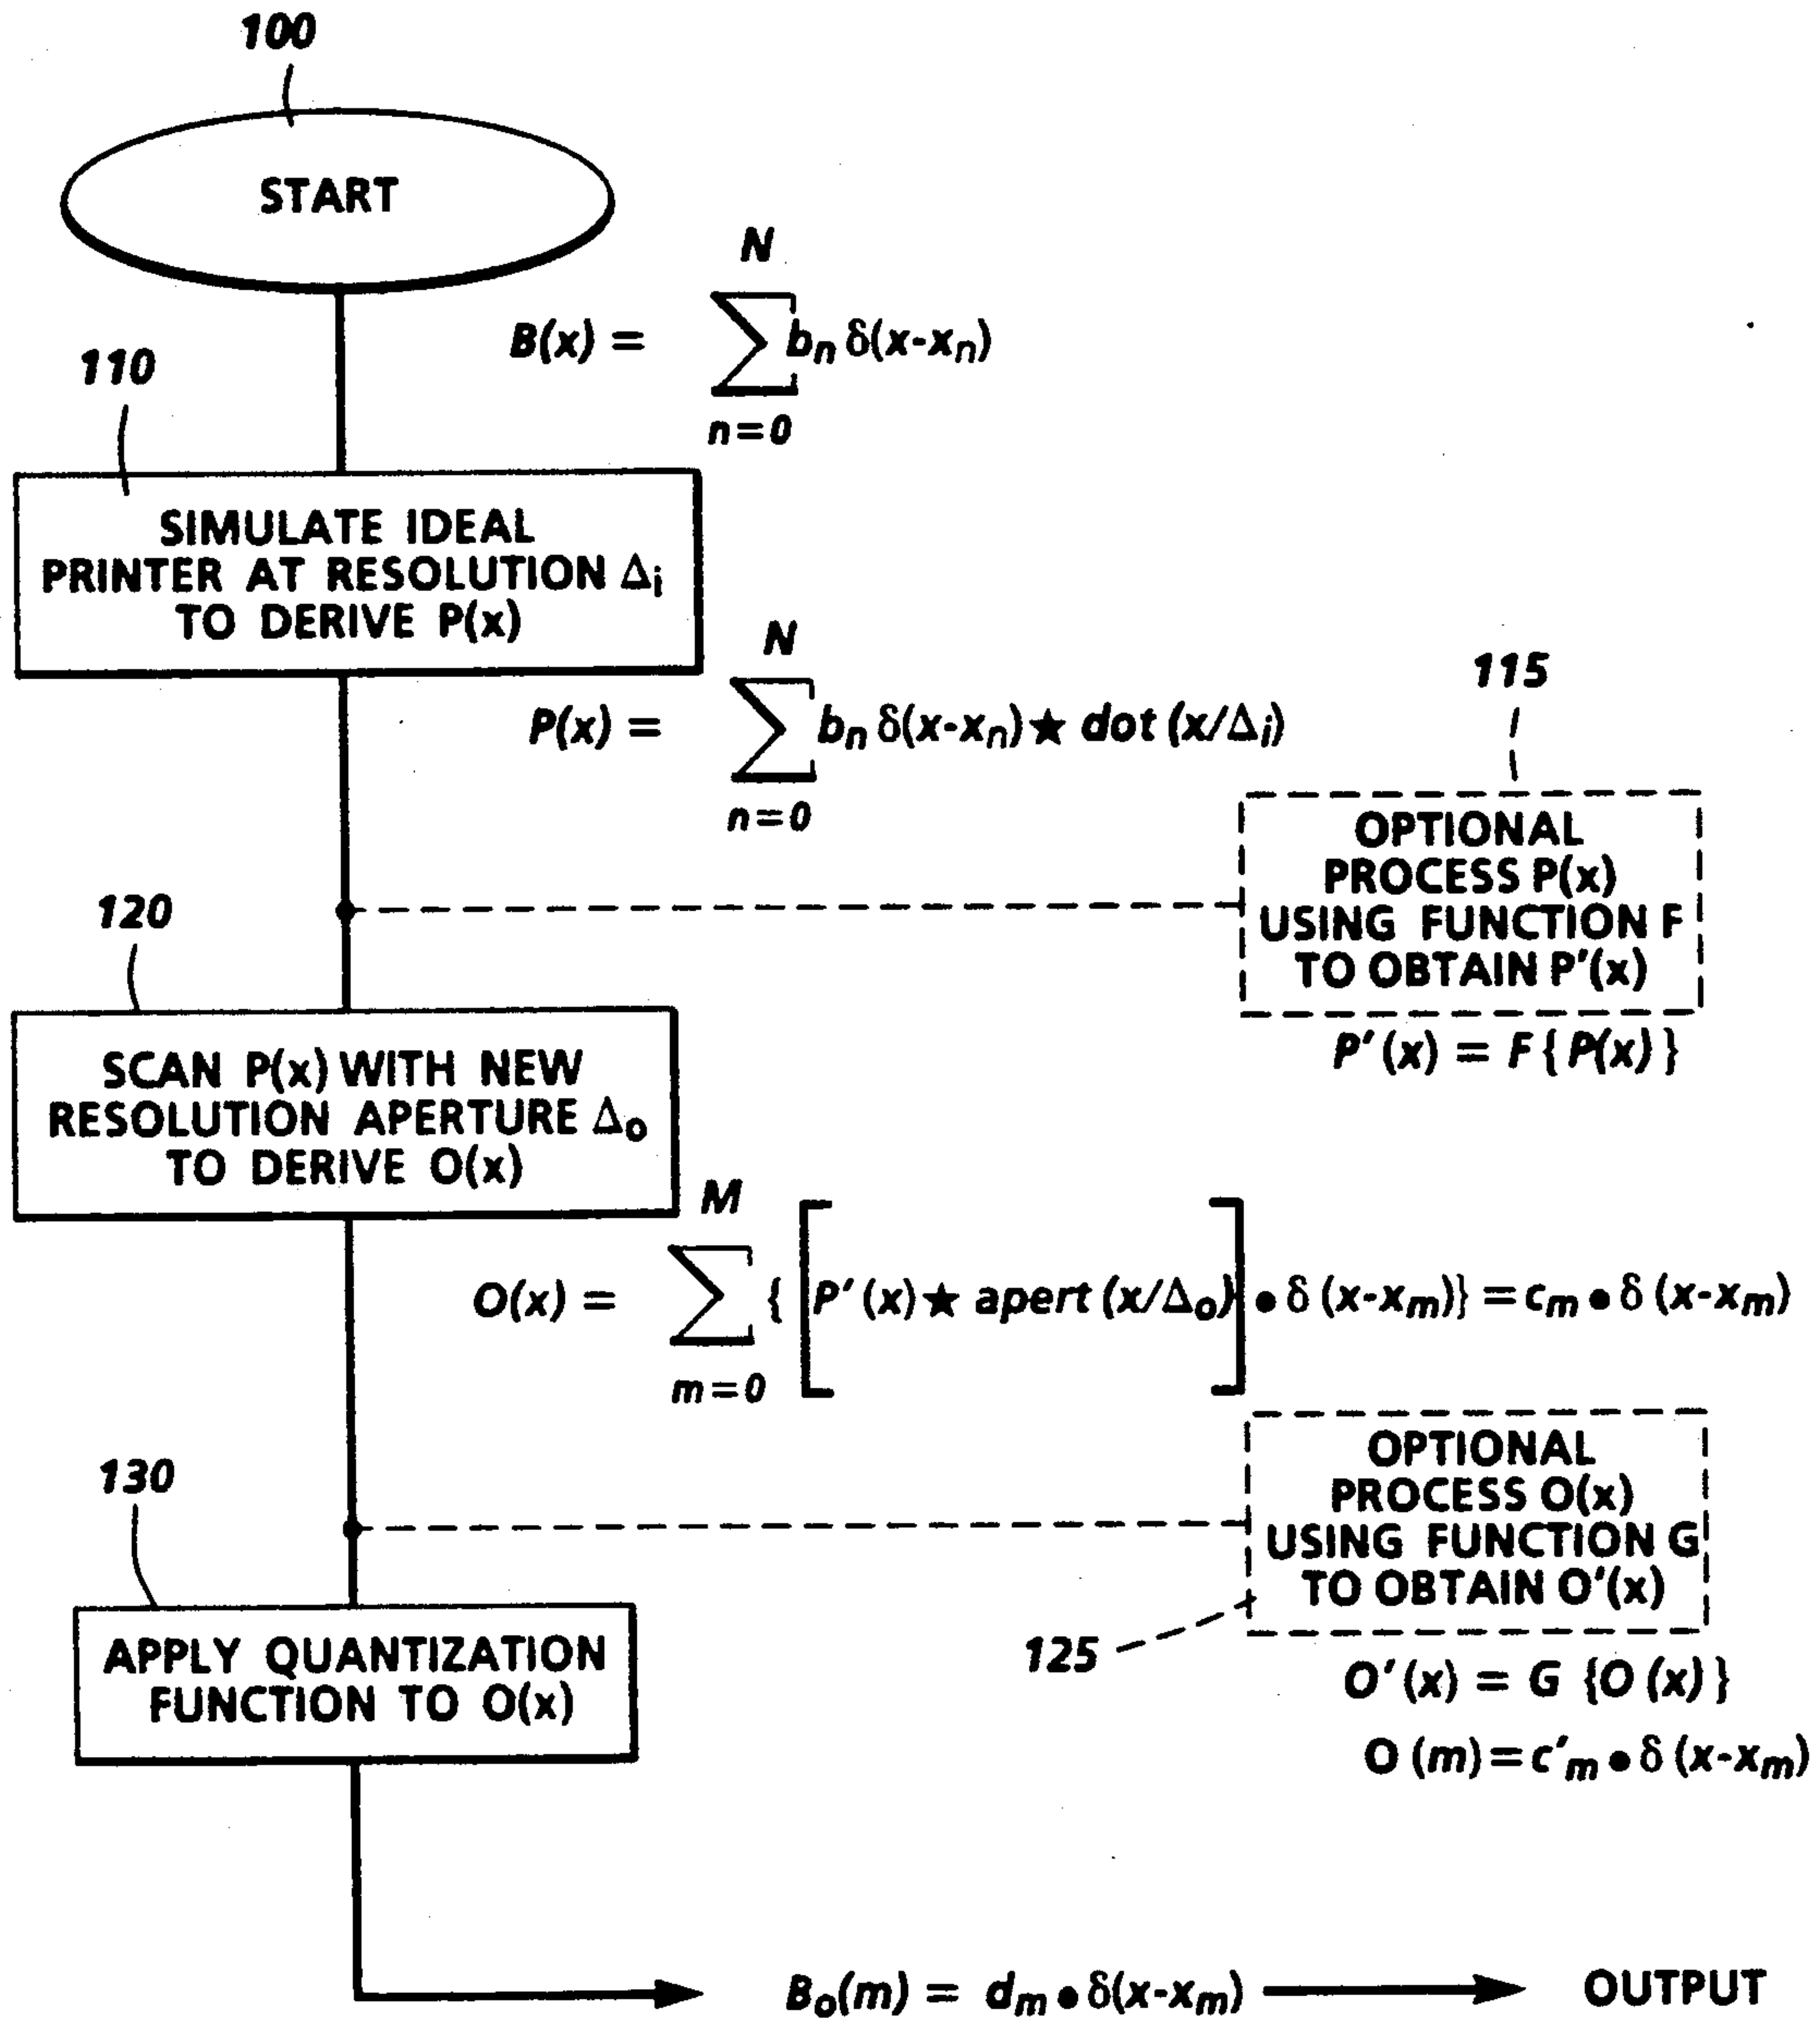 100
START
N
B(x) = ∑ bₙ δ(x-xₙ)
n=0
110
SIMULATE IDEAL
PRINTER AT RESOLUTION Δᵢ
TO DERIVE P(x)
N
P(x) = ∑ bₙ δ(x-xₙ) ★ dot (x/Δᵢ)
n=0
115
OPTIONAL
PROCESS P(x)
USING FUNCTION F
TO OBTAIN P'(x)
P'(x) = F{P(x)}
120
SCAN P(x) WITH NEW
RESOLUTION APERTURE Δₒ
TO DERIVE O(x)
M
O(x) = ∑ { [P'(x) ★ apert (x/Δₒ)] • δ (x-xₘ)} = cₘ • δ (x-xₘ)
m=0
OPTIONAL
PROCESS O(x)
USING FUNCTION G
TO OBTAIN O'(x)
125
O'(x) = G {O (x)}
O (m) = c'ₘ • δ (x-xₘ)
130
APPLY QUANTIZATION
FUNCTION TO O(x)
Bₒ(m) = dₘ • δ(x-xₘ) → OUTPUT